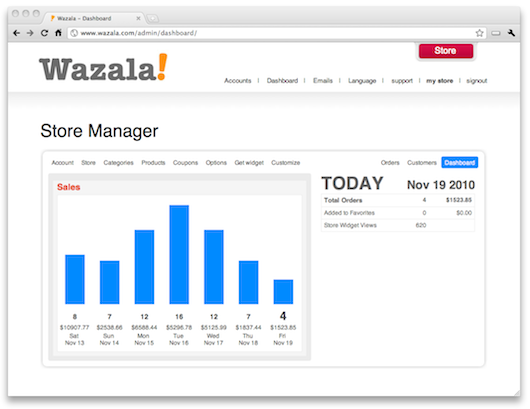 Wazala – Dashboard
www.wazala.com/admin/dashboard/
Store
Wazala!
Accounts | Dashboard | Emails | Language | support | my store | signout
Store Manager
Account Store Categories Products Coupons Options Get widget Customize Orders Customers Dashboard
Sales
8 7 12 16 12 7 4
$10907.77 $2538.66 $6588.44 $5296.78 $5125.99 $1837.44 $1523.85
Sat Sun Mon Tue Wed Thu Fri
Nov 13 Nov 14 Nov 15 Nov 16 Nov 17 Nov 18 Nov 19
TODAY Nov 19 2010
Total Orders 4 $1523.85
Added to Favorites 0 $0.00
Store Widget Views 620